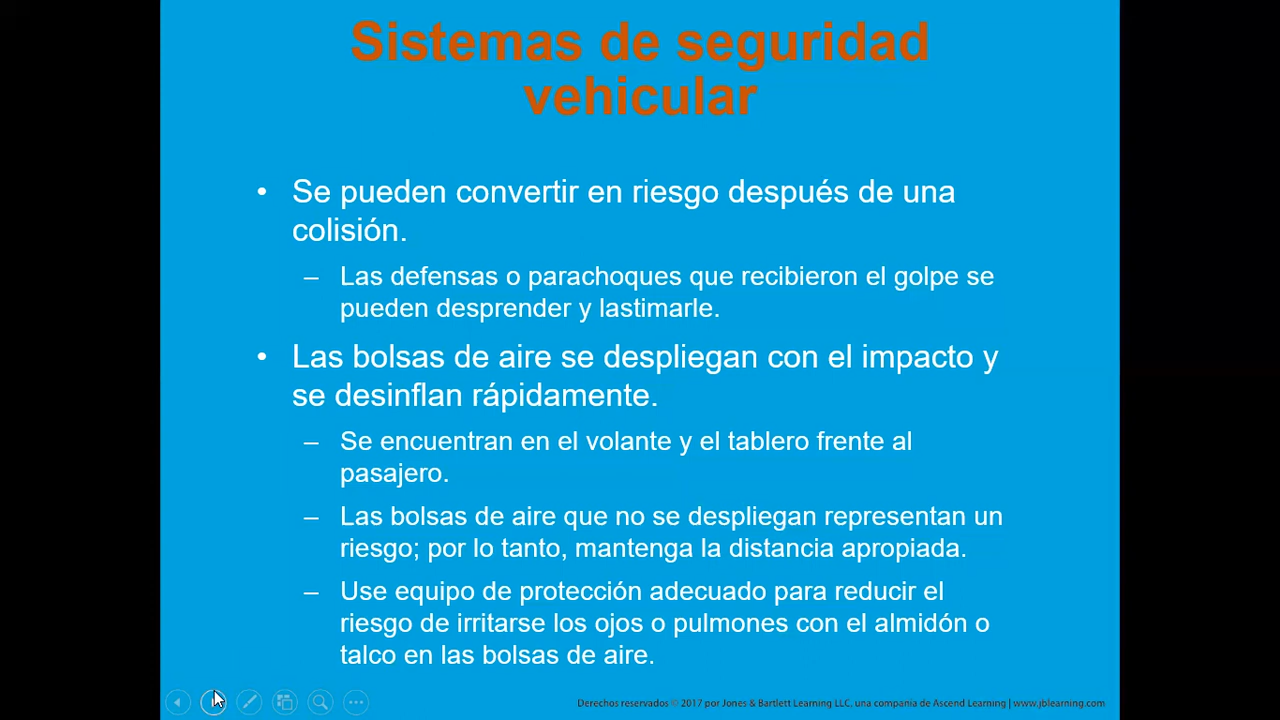 Sistemas de seguridad
vehicular
• Se pueden convertir en riesgo después de una
colisión.
– Las defensas o parachoques que recibieron el golpe se
pueden desprender y lastimarle.
• Las bolsas de aire se despliegan con el impacto y
se desinflan rápidamente.
– Se encuentran en el volante y el tablero frente al
pasajero.
– Las bolsas de aire que no se despliegan representan un
riesgo; por lo tanto, mantenga la distancia apropiada.
– Use equipo de protección adecuado para reducir el
riesgo de irritarse los ojos o pulmones con el almidón o
talco en las bolsas de aire.
Derechos reservados © 2017 por Jones & Bartlett Learning LLC, una compañía de Ascend Learning | www.jblearning.com